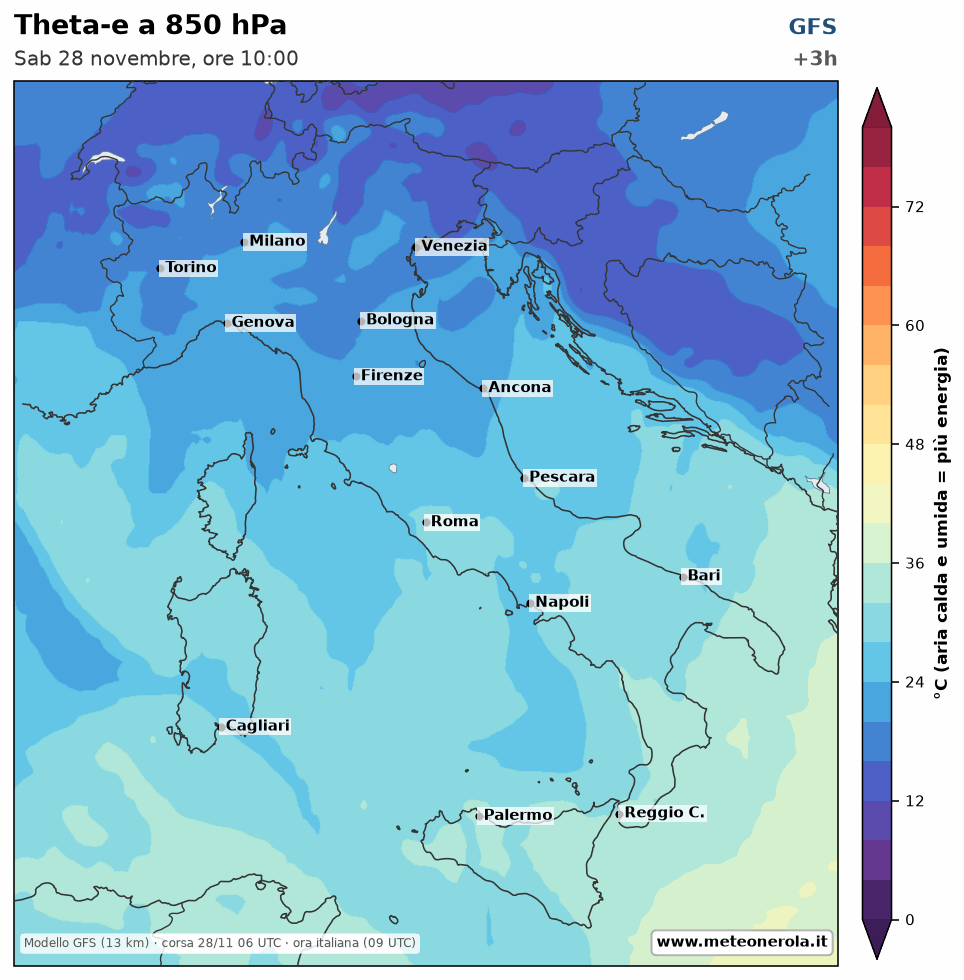 Theta-e a 850 hPa
GFS
Sab 28 novembre, ore 10:00
+3h
Milano
Venezia
Torino
Genova
Bologna
Firenze
Ancona
Pescara
Roma
Bari
Napoli
Cagliari
Palermo
Reggio C.
72
60
48
36
24
12
0
°C (aria calda e umida = più energia)
Modello GFS (13 km) · corsa 28/11 06 UTC · ora italiana (09 UTC)
www.meteonerola.it